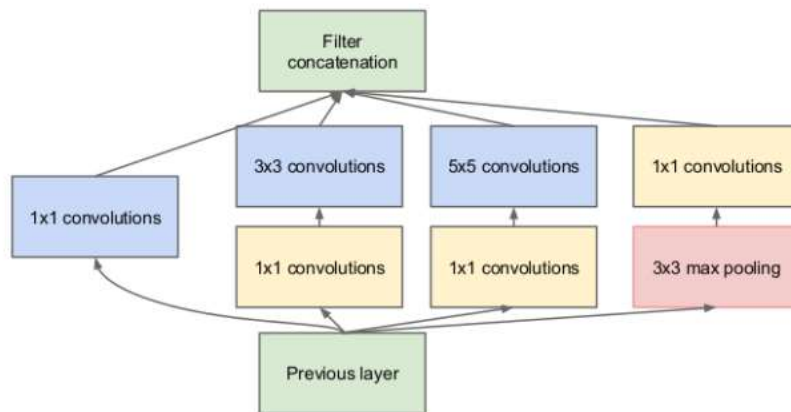 Filter
concatenation
3x3 convolutions
5x5 convolutions
1x1 convolutions
1x1 convolutions
1x1 convolutions
1x1 convolutions
3x3 max pooling
Previous layer